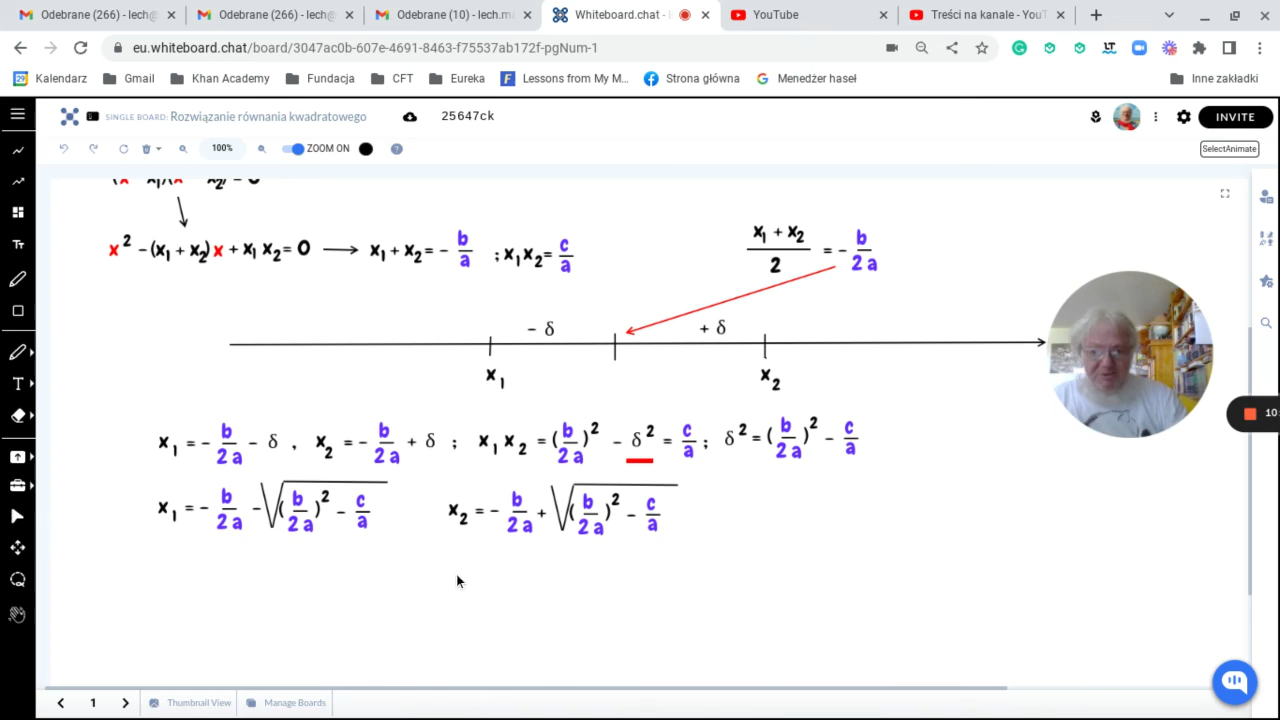 Odebrane (266) - lech@
Odebrane (266) - lech@
Odebrane (10) - lech.m
Whiteboard.chat -
YouTube
Treści na kanale - YouT
eu.whiteboard.chat/board/3047ac0b-607e-4691-8463-f75537ab172f-pgNum-1
Kalendarz
Gmail
Khan Academy
Fundacja
CFT
Eureka
Lessons from My M...
Strona główna
Menedżer haseł
Inne zakładki
SINGLE BOARD: Rozwiązanie równania kwadratowego
25647ck
INVITE
100%
ZOOM ON
SelectAnimate
x² - (x₁ + x₂)x + x₁ x₂ = 0 → x₁ + x₂ = - b/a ; x₁ x₂ = c/a
(x₁ + x₂)/2 = - b/2a
- δ + δ
x₁ x₂
x₁ = - b/2a - δ , x₂ = - b/2a + δ ; x₁ x₂ = (b/2a)² - δ² = c/a ; δ² = (b/2a)² - c/a
x₁ = - b/2a - √((b/2a)² - c/a) x₂ = - b/2a + √((b/2a)² - c/a)
10
1
Thumbnail View
Manage Boards